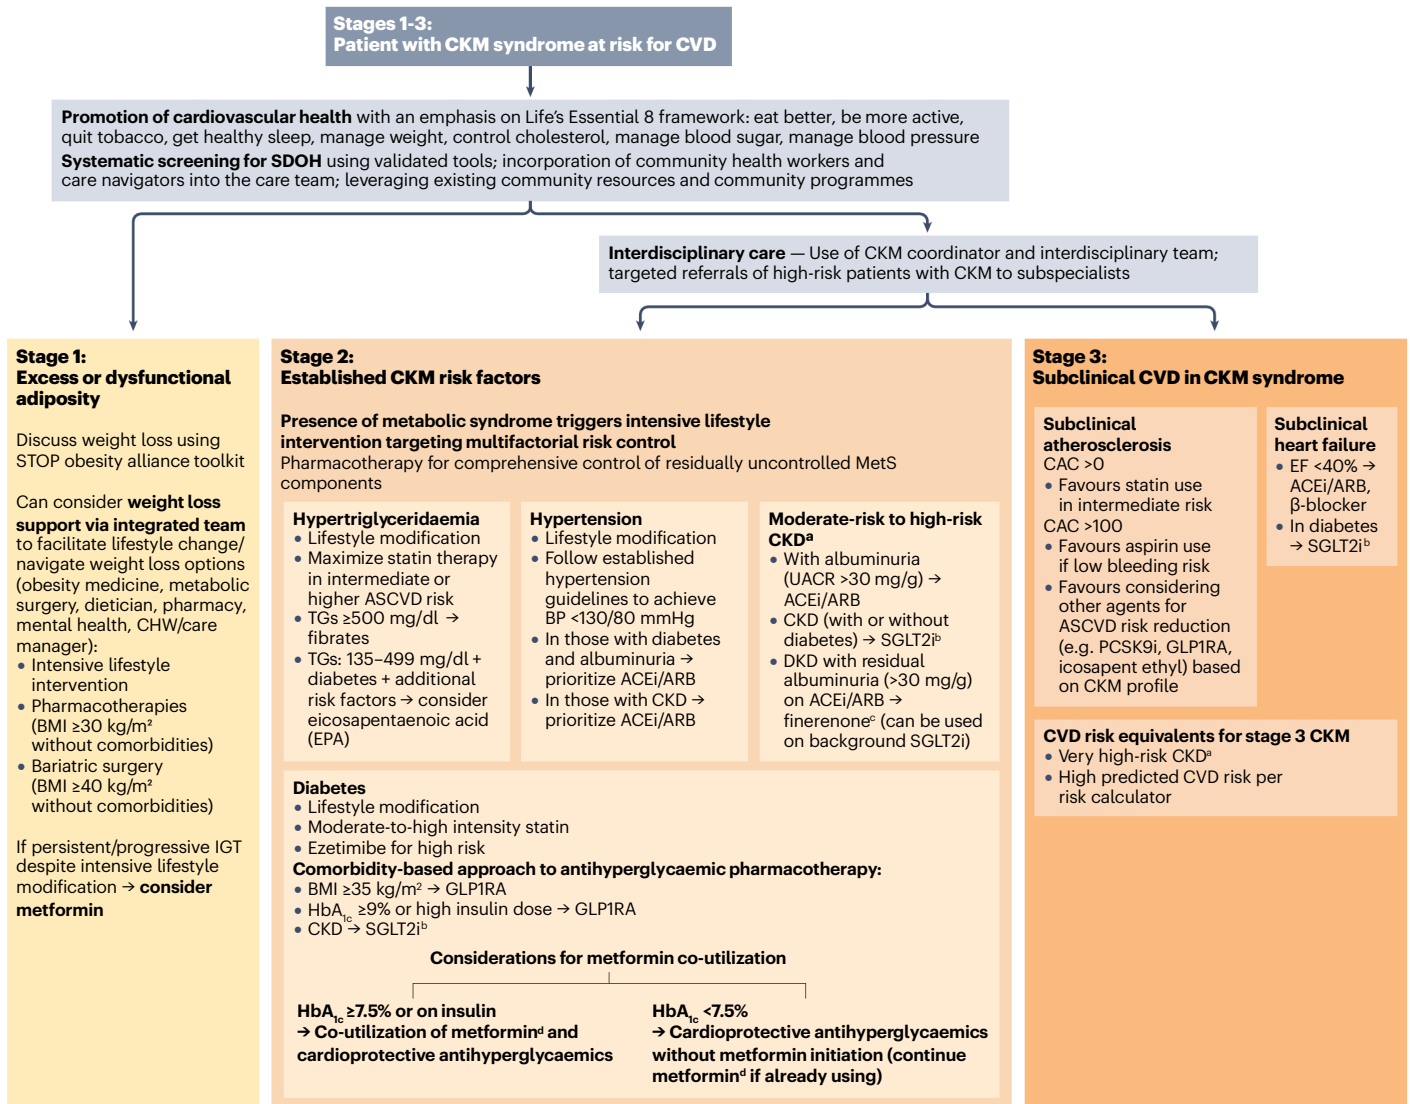 Stages 1-3:
Patient with CKM syndrome at risk for CVD
Promotion of cardiovascular health with an emphasis on Life's Essential 8 framework: eat better, be more active,
quit tobacco, get healthy sleep, manage weight, control cholesterol, manage blood sugar, manage blood pressure
Systematic screening for SDOH using validated tools; incorporation of community health workers and
care navigators into the care team; leveraging existing community resources and community programmes
Interdisciplinary care — Use of CKM coordinator and interdisciplinary team;
targeted referrals of high-risk patients with CKM to subspecialists
Stage 1:
Excess or dysfunctional
adiposity
Discuss weight loss using
STOP obesity alliance toolkit
Can consider weight loss
support via integrated team
to facilitate lifestyle change/
navigate weight loss options
(obesity medicine, metabolic
surgery, dietician, pharmacy,
mental health, CHW/care
manager):
• Intensive lifestyle
intervention
• Pharmacotherapies
(BMI ≥30 kg/m²
without comorbidities)
• Bariatric surgery
(BMI ≥40 kg/m²
without comorbidities)
If persistent/progressive IGT
despite intensive lifestyle
modification → consider
metformin
Stage 2:
Established CKM risk factors
Presence of metabolic syndrome triggers intensive lifestyle
intervention targeting multifactorial risk control
Pharmacotherapy for comprehensive control of residually uncontrolled MetS
components
Hypertriglyceridaemia
• Lifestyle modification
• Maximize statin therapy
in intermediate or
higher ASCVD risk
• TGs ≥500 mg/dl →
fibrates
• TGs: 135–499 mg/dl +
diabetes + additional
risk factors → consider
eicosapentaenoic acid
(EPA)
Hypertension
• Lifestyle modification
• Follow established
hypertension
guidelines to achieve
BP <130/80 mmHg
• In those with diabetes
and albuminuria →
prioritize ACEi/ARB
• In those with CKD →
prioritize ACEi/ARB
Moderate-risk to high-risk
CKDᵃ
• With albuminuria
(UACR >30 mg/g) →
ACEi/ARB
• CKD (with or without
diabetes) → SGLT2iᵇ
• DKD with residual
albuminuria (>30 mg/g)
on ACEi/ARB →
finerenoneᶜ (can be used
on background SGLT2i)
Diabetes
• Lifestyle modification
• Moderate-to-high intensity statin
• Ezetimibe for high risk
Comorbidity-based approach to antihyperglycaemic pharmacotherapy:
• BMI ≥35 kg/m² → GLP1RA
• HbA1c ≥9% or high insulin dose → GLP1RA
• CKD → SGLT2iᵇ
Considerations for metformin co-utilization
HbA1c ≥7.5% or on insulin
→ Co-utilization of metforminᵈ and
cardioprotective antihyperglycaemics
HbA1c <7.5%
→ Cardioprotective antihyperglycaemics
without metformin initiation (continue
metforminᵈ if already using)
Stage 3:
Subclinical CVD in CKM syndrome
Subclinical
atherosclerosis
CAC >0
• Favours statin use
in intermediate risk
CAC >100
• Favours aspirin use
if low bleeding risk
• Favours considering
other agents for
ASCVD risk reduction
(e.g. PCSK9i, GLP1RA,
icosapent ethyl) based
on CKM profile
Subclinical
heart failure
• EF <40% →
ACEi/ARB,
β-blocker
• In diabetes
→ SGLT2iᵇ
CVD risk equivalents for stage 3 CKM
• Very high-risk CKDᵃ
• High predicted CVD risk per
risk calculator